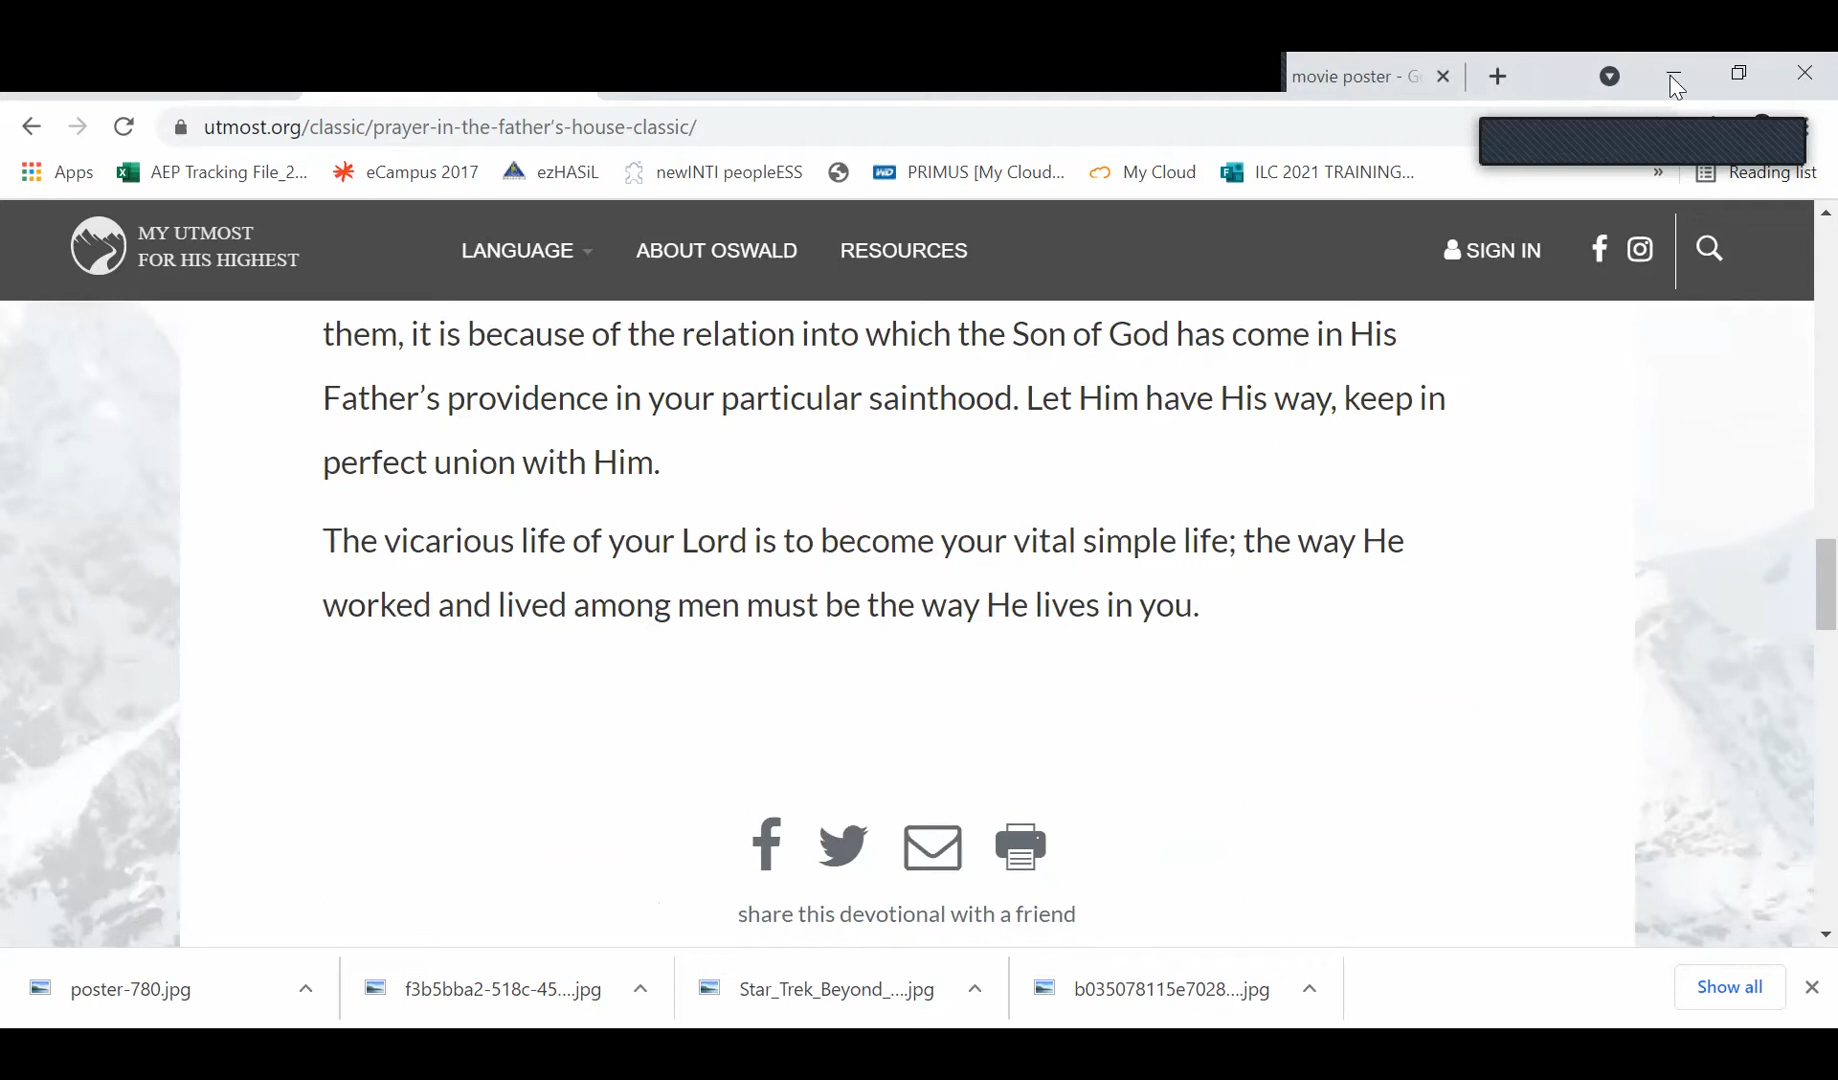 movie poster - G
utmost.org/classic/prayer-in-the-father's-house-classic/
Apps
AEP Tracking File_2...
eCampus 2017
ezHASiL
newINTI peopleESS
WD
PRIMUS [My Cloud...
My Cloud
ILC 2021 TRAINING...
»
Reading list
MY UTMOST
FOR HIS HIGHEST
LANGUAGE
ABOUT OSWALD
RESOURCES
SIGN IN
them, it is because of the relation into which the Son of God has come in His
Father’s providence in your particular sainthood. Let Him have His way, keep in
perfect union with Him.
The vicarious life of your Lord is to become your vital simple life; the way He
worked and lived among men must be the way He lives in you.
share this devotional with a friend
poster-780.jpg
f3b5bba2-518c-45....jpg
Star_Trek_Beyond_....jpg
b035078115e7028....jpg
Show all